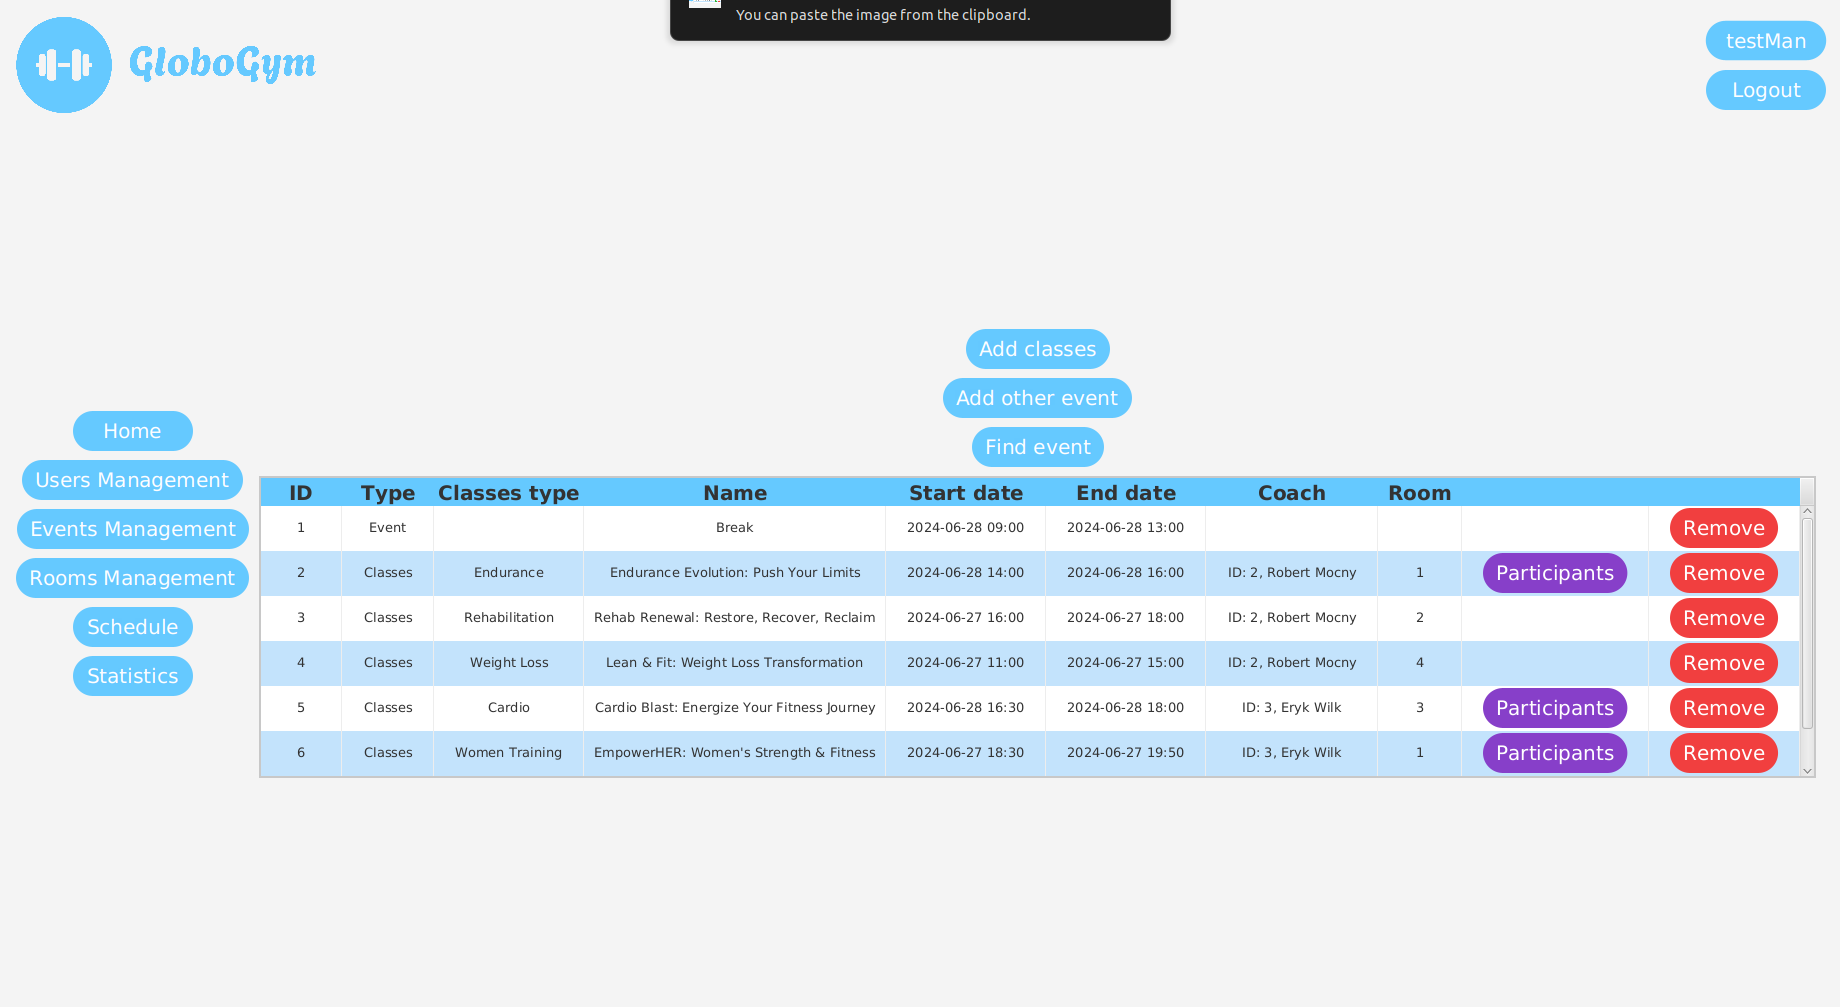 You can paste the image from the clipboard.
GloboGym
testMan
Logout
Add classes
Add other event
Find event
Home
Users Management
Events Management
Rooms Management
Schedule
Statistics
ID Type Classes type Name Start date End date Coach Room
1 Event Break 2024-06-28 09:00 2024-06-28 13:00 Remove
2 Classes Endurance Endurance Evolution: Push Your Limits 2024-06-28 14:00 2024-06-28 16:00 ID: 2, Robert Mocny 1 Participants Remove
3 Classes Rehabilitation Rehab Renewal: Restore, Recover, Reclaim 2024-06-27 16:00 2024-06-27 18:00 ID: 2, Robert Mocny 2 Remove
4 Classes Weight Loss Lean & Fit: Weight Loss Transformation 2024-06-27 11:00 2024-06-27 15:00 ID: 2, Robert Mocny 4 Remove
5 Classes Cardio Cardio Blast: Energize Your Fitness Journey 2024-06-28 16:30 2024-06-28 18:00 ID: 3, Eryk Wilk 3 Participants Remove
6 Classes Women Training EmpowerHER: Women's Strength & Fitness 2024-06-27 18:30 2024-06-27 19:50 ID: 3, Eryk Wilk 1 Participants Remove